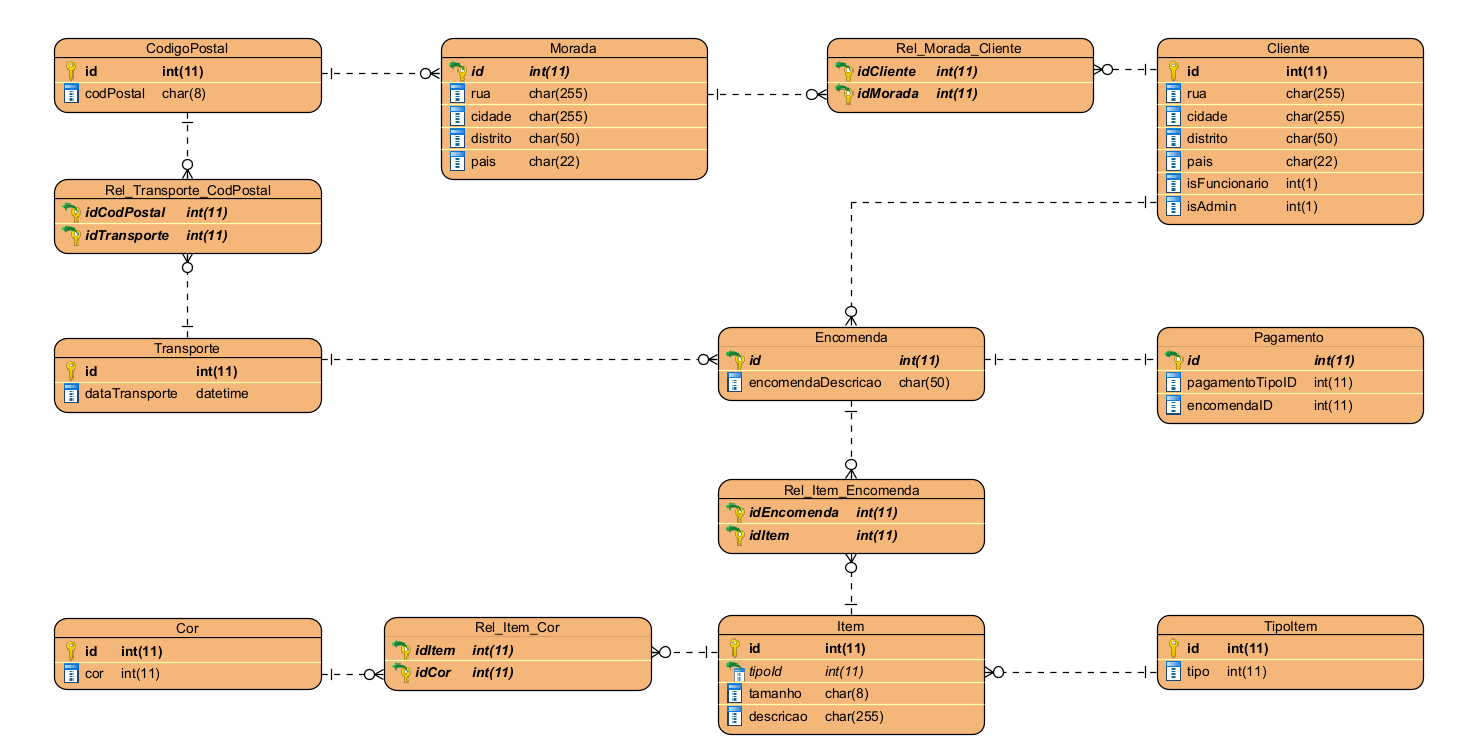 CodigoPostal
id int(11)
codPostal char(8)
Morada
id int(11)
rua char(255)
cidade char(255)
distrito char(50)
pais char(22)
Rel_Morada_Cliente
idCliente int(11)
idMorada int(11)
Cliente
id int(11)
rua char(255)
cidade char(255)
distrito char(50)
pais char(22)
isFuncionario int(1)
isAdmin int(1)
Rel_Transporte_CodPostal
idCodPostal int(11)
idTransporte int(11)
Transporte
id int(11)
dataTransporte datetime
Encomenda
id int(11)
encomendaDescricao char(50)
Pagamento
id int(11)
pagamentoTipoID int(11)
encomendaID int(11)
Rel_Item_Encomenda
idEncomenda int(11)
idItem int(11)
Cor
id int(11)
cor int(11)
Rel_Item_Cor
idItem int(11)
idCor int(11)
Item
id int(11)
tipoId int(11)
tamanho char(8)
descricao char(255)
TipoItem
id int(11)
tipo int(11)